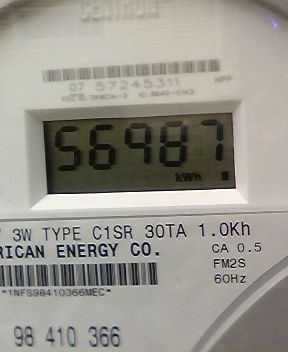 CENTRON
07 57245311
56987
kWh
3W TYPE C1SR 30TA 1.0Kh
RICAN ENERGY CO.
CA 0.5
FM2S
60Hz
*1NFS98410366MEC*
98 410 366